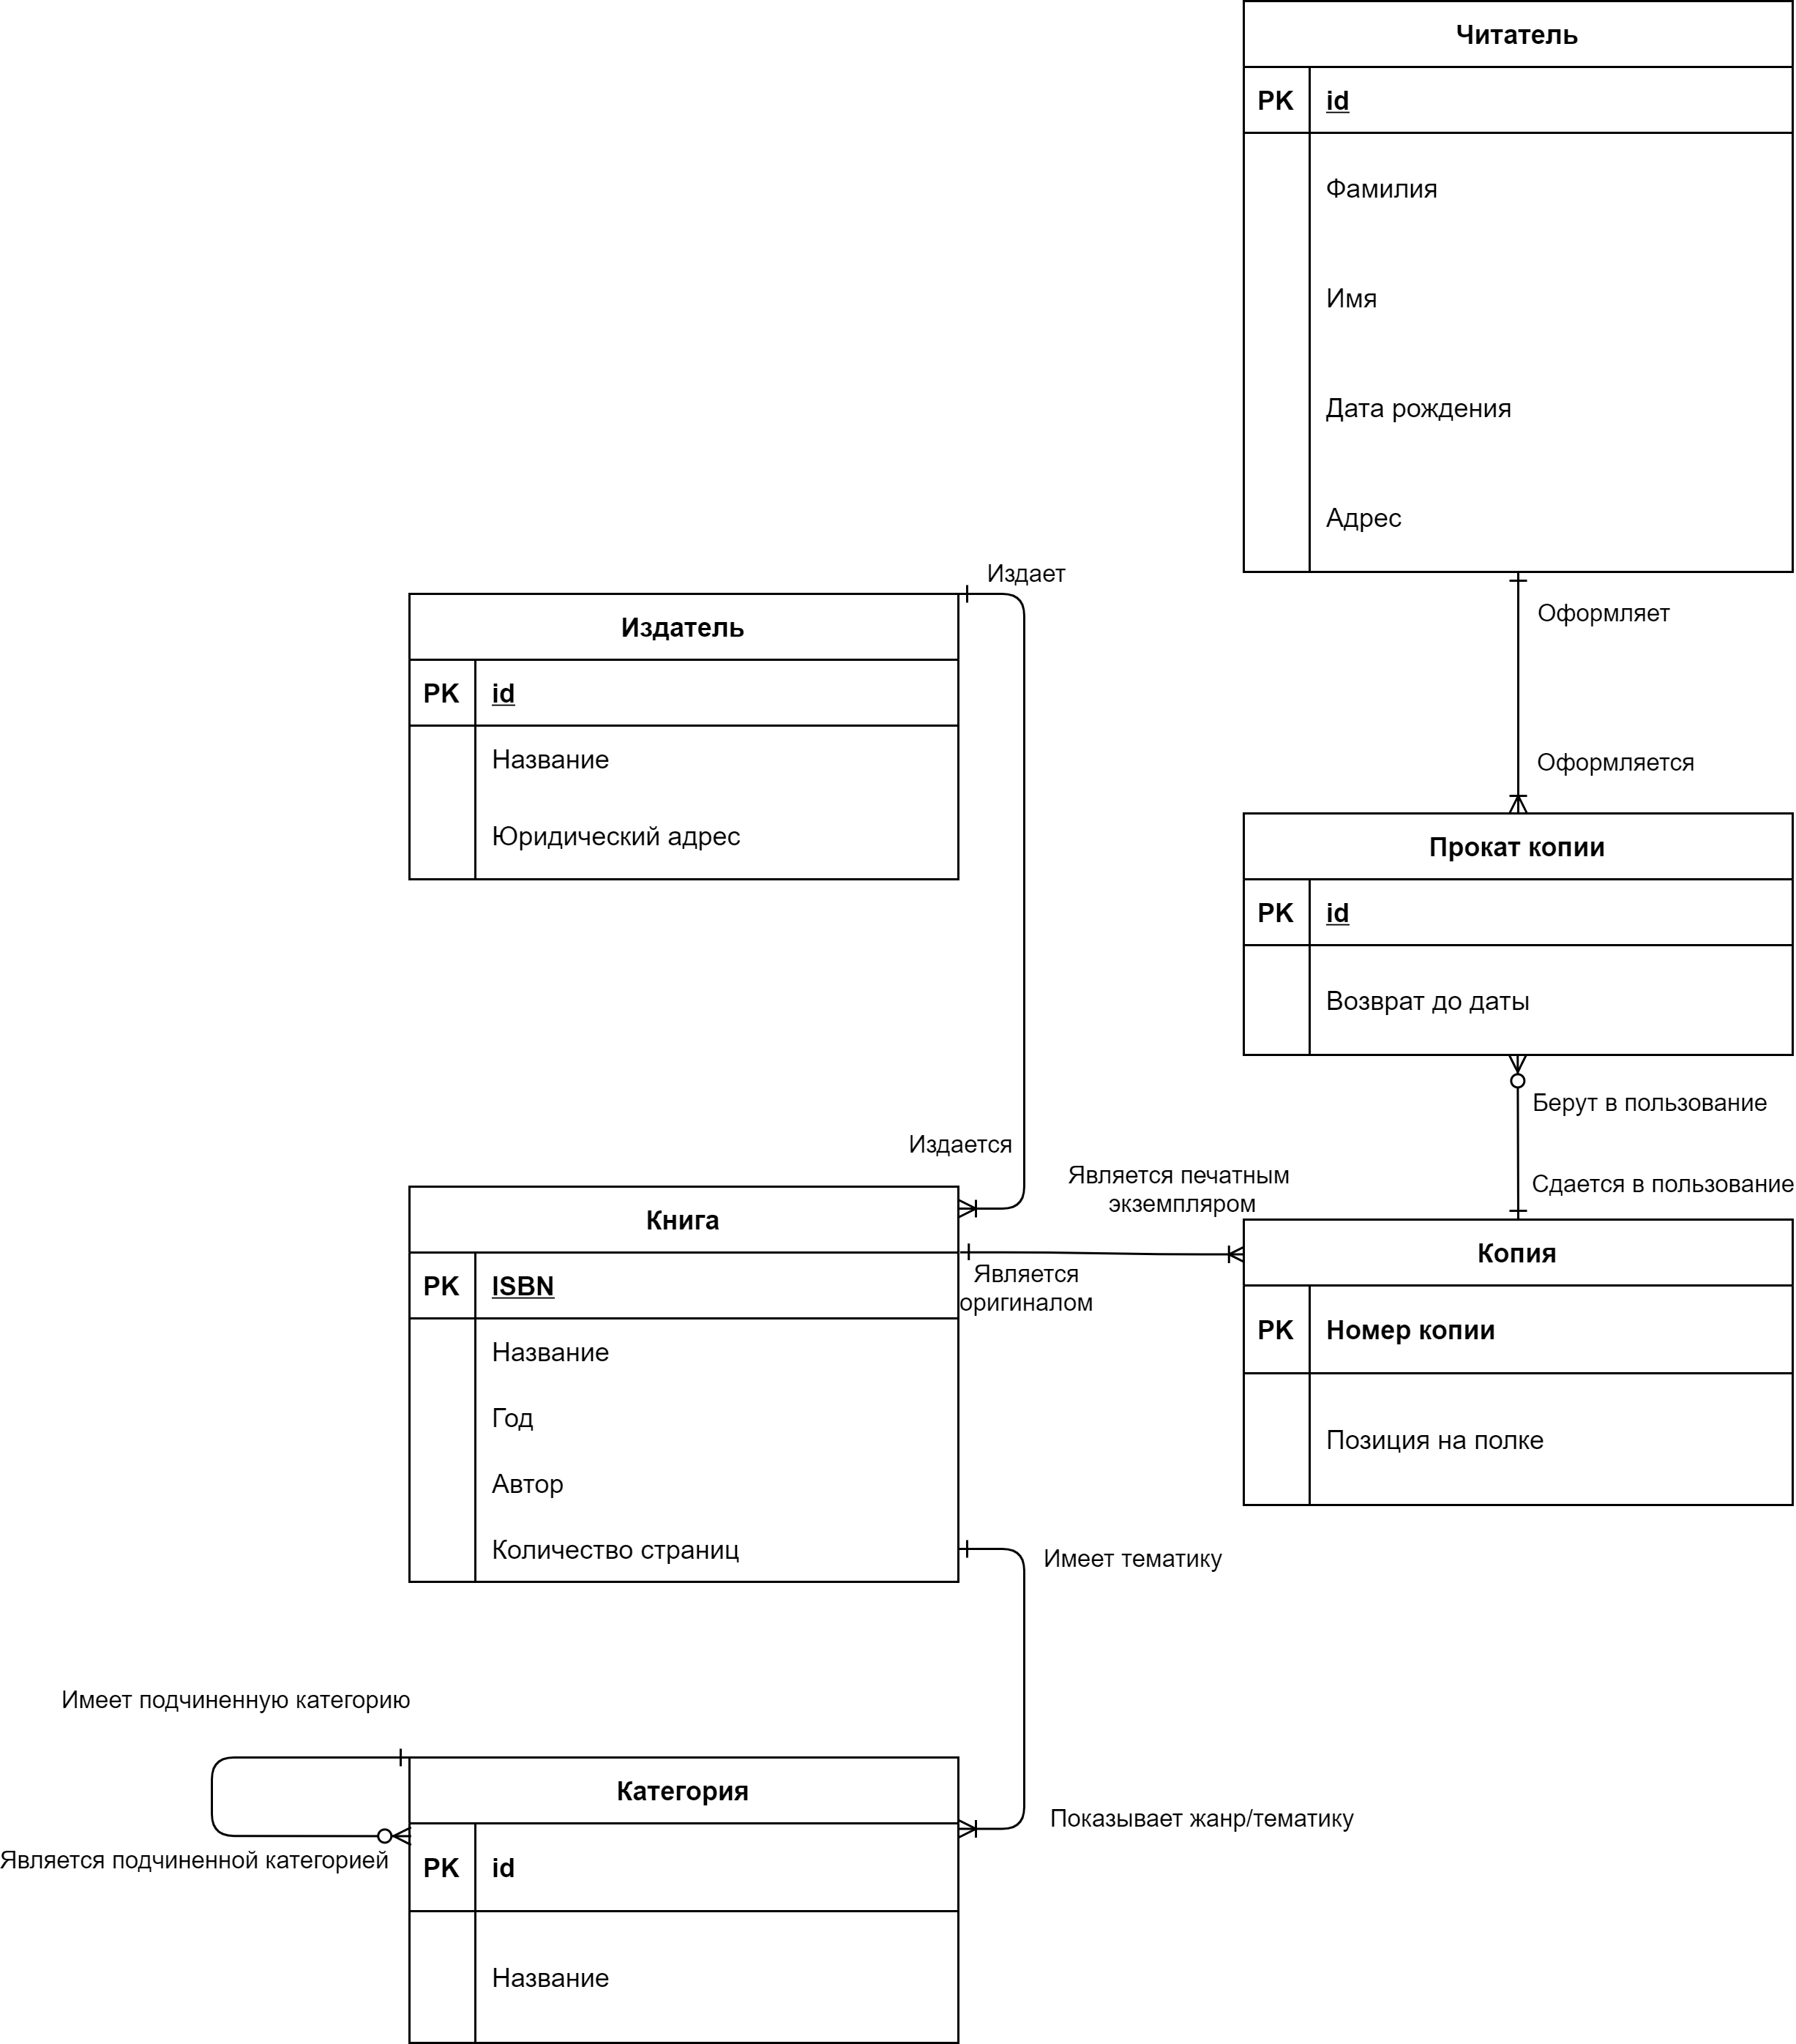 Читатель
PK id
Фамилия
Имя
Дата рождения
Адрес
Издает
Оформляет
Издатель
PK id
Название
Юридический адрес
Оформляется
Прокат копии
PK id
Возврат до даты
Берут в пользование
Издается
Является печатным
экземпляром
Сдается в пользование
Книга
PK ISBN
Название
Год
Автор
Количество страниц
Является
оригиналом
Копия
PK Номер копии
Позиция на полке
Имеет тематику
Имеет подчиненную категорию
Категория
PK id
Название
Показывает жанр/тематику
Является подчиненной категорией